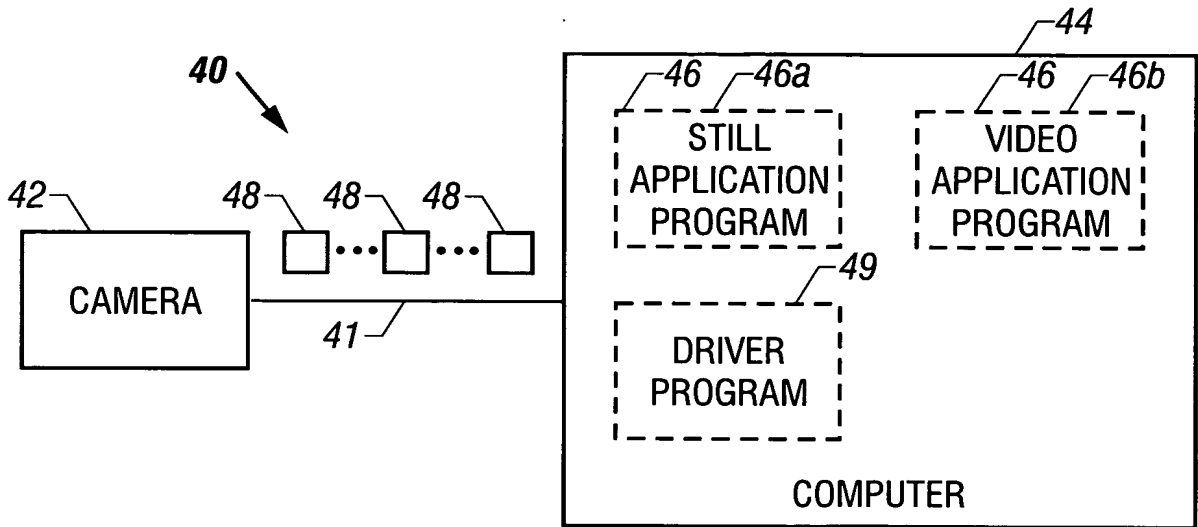 44
40
46 46a
46 46b
STILL
APPLICATION
PROGRAM
VIDEO
APPLICATION
PROGRAM
42
48 48 48
CAMERA
41
49
DRIVER
PROGRAM
COMPUTER